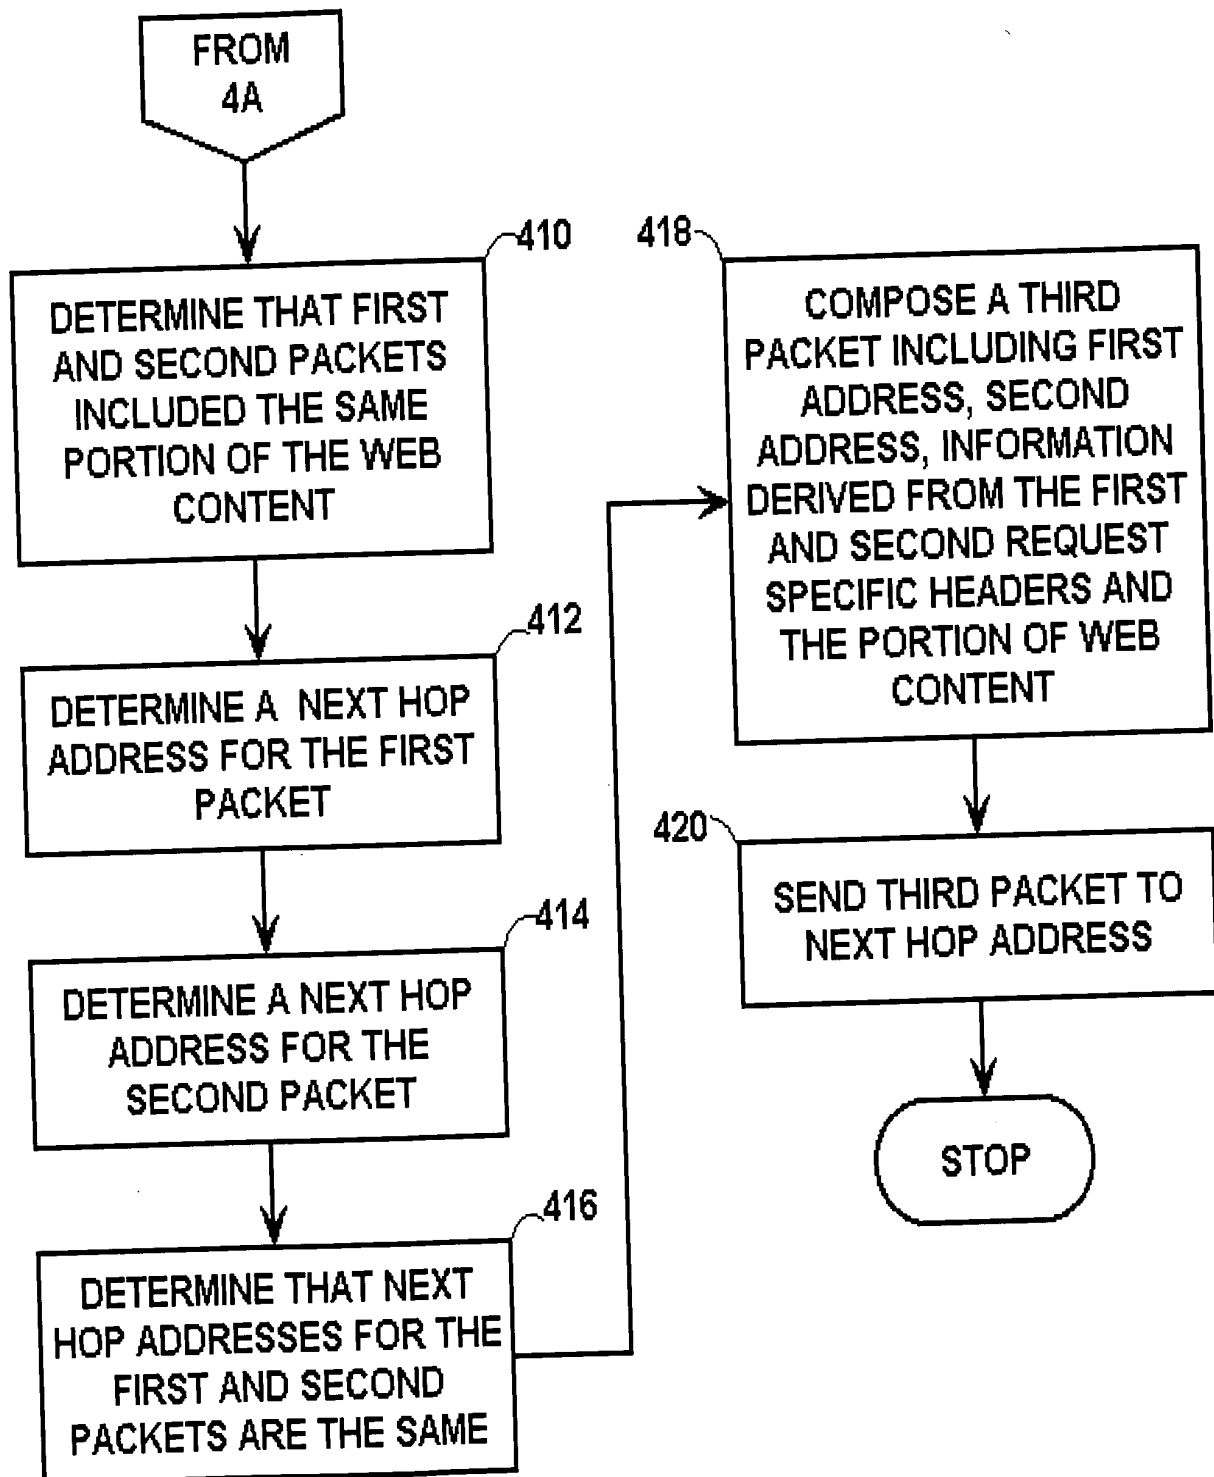 FROM
4A
410
DETERMINE THAT FIRST
AND SECOND PACKETS
INCLUDED THE SAME
PORTION OF THE WEB
CONTENT
412
DETERMINE A NEXT HOP
ADDRESS FOR THE FIRST
PACKET
414
DETERMINE A NEXT HOP
ADDRESS FOR THE
SECOND PACKET
416
DETERMINE THAT NEXT
HOP ADDRESSES FOR THE
FIRST AND SECOND
PACKETS ARE THE SAME
418
COMPOSE A THIRD
PACKET INCLUDING FIRST
ADDRESS, SECOND
ADDRESS, INFORMATION
DERIVED FROM THE FIRST
AND SECOND REQUEST
SPECIFIC HEADERS AND
THE PORTION OF WEB
CONTENT
420
SEND THIRD PACKET TO
NEXT HOP ADDRESS
STOP